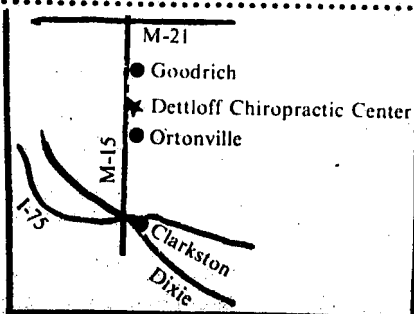 M-21
Goodrich
Dettloff Chiropractic Center
Ortonville
M-15
I-75
Clarkston
Dixie